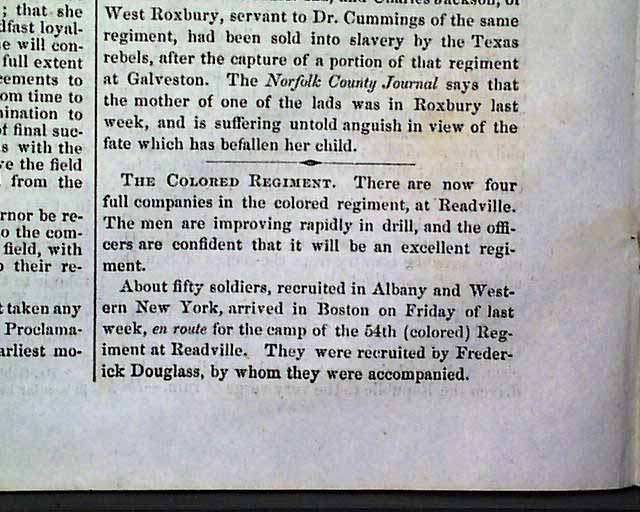 ; that she
dfast loyal-
e will con-
full extent
cements to
om time to
nination to
of final suc-
s with the
ve the field
from the
rnor be re-
o the com-
field, with
o their re-
t taken any
Proclama-
arliest mo-
West Roxbury, servant to Dr. Cummings of the same
regiment, had been sold into slavery by the Texas
rebels, after the capture of a portion of that regiment
at Galveston. The Norfolk County Journal says that
the mother of one of the lads was in Roxbury last
week, and is suffering untold anguish in view of the
fate which has befallen her child.
THE COLORED REGIMENT. There are now four
full companies in the colored regiment, at Readville.
The men are improving rapidly in drill, and the offi-
cers are confident that it will be an excellent regi-
ment.
About fifty soldiers, recruited in Albany and West-
ern New York, arrived in Boston on Friday of last
week, en route for the camp of the 54th (colored) Reg-
iment at Readville. They were recruited by Freder-
ick Douglass, by whom they were accompanied.